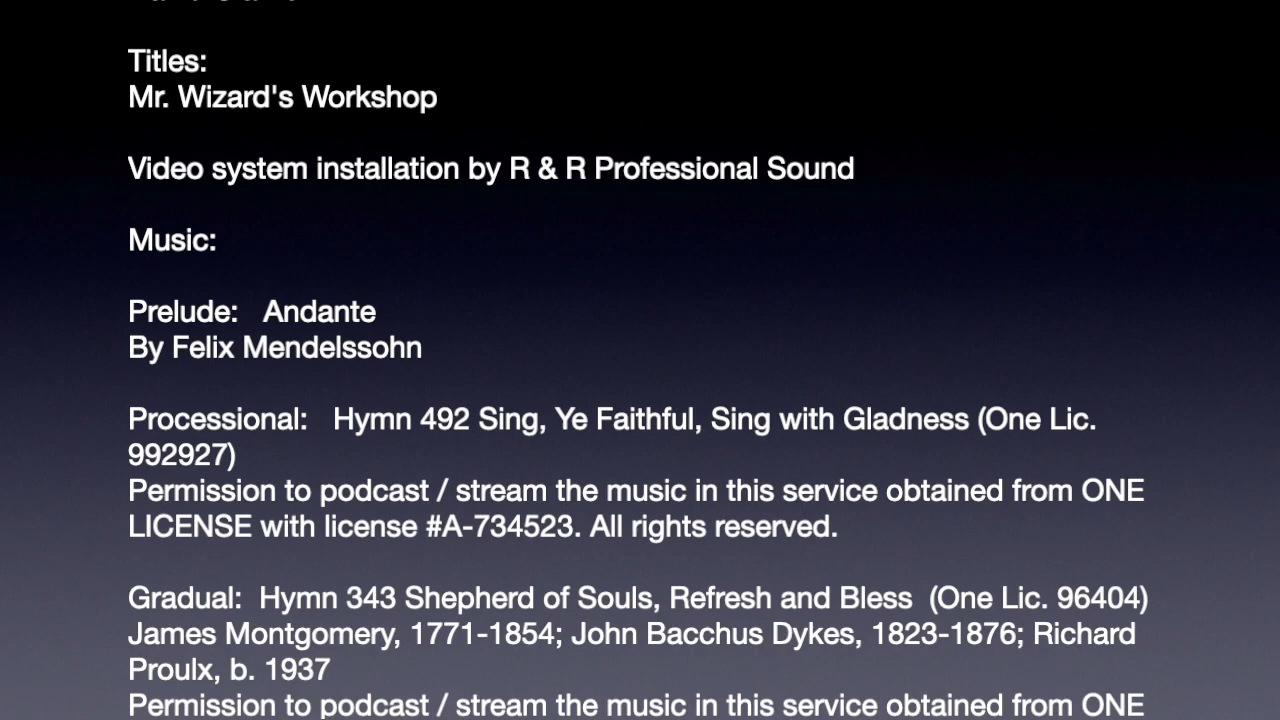 Titles:
Mr. Wizard's Workshop
Video system installation by R & R Professional Sound
Music:
Prelude:   Andante
By Felix Mendelssohn
Processional:   Hymn 492 Sing, Ye Faithful, Sing with Gladness (One Lic.
992927)
Permission to podcast / stream the music in this service obtained from ONE
LICENSE with license #A-734523. All rights reserved.
Gradual:  Hymn 343 Shepherd of Souls, Refresh and Bless  (One Lic. 96404)
James Montgomery, 1771-1854; John Bacchus Dykes, 1823-1876; Richard
Proulx, b. 1937
Permission to podcast / stream the music in this service obtained from ONE